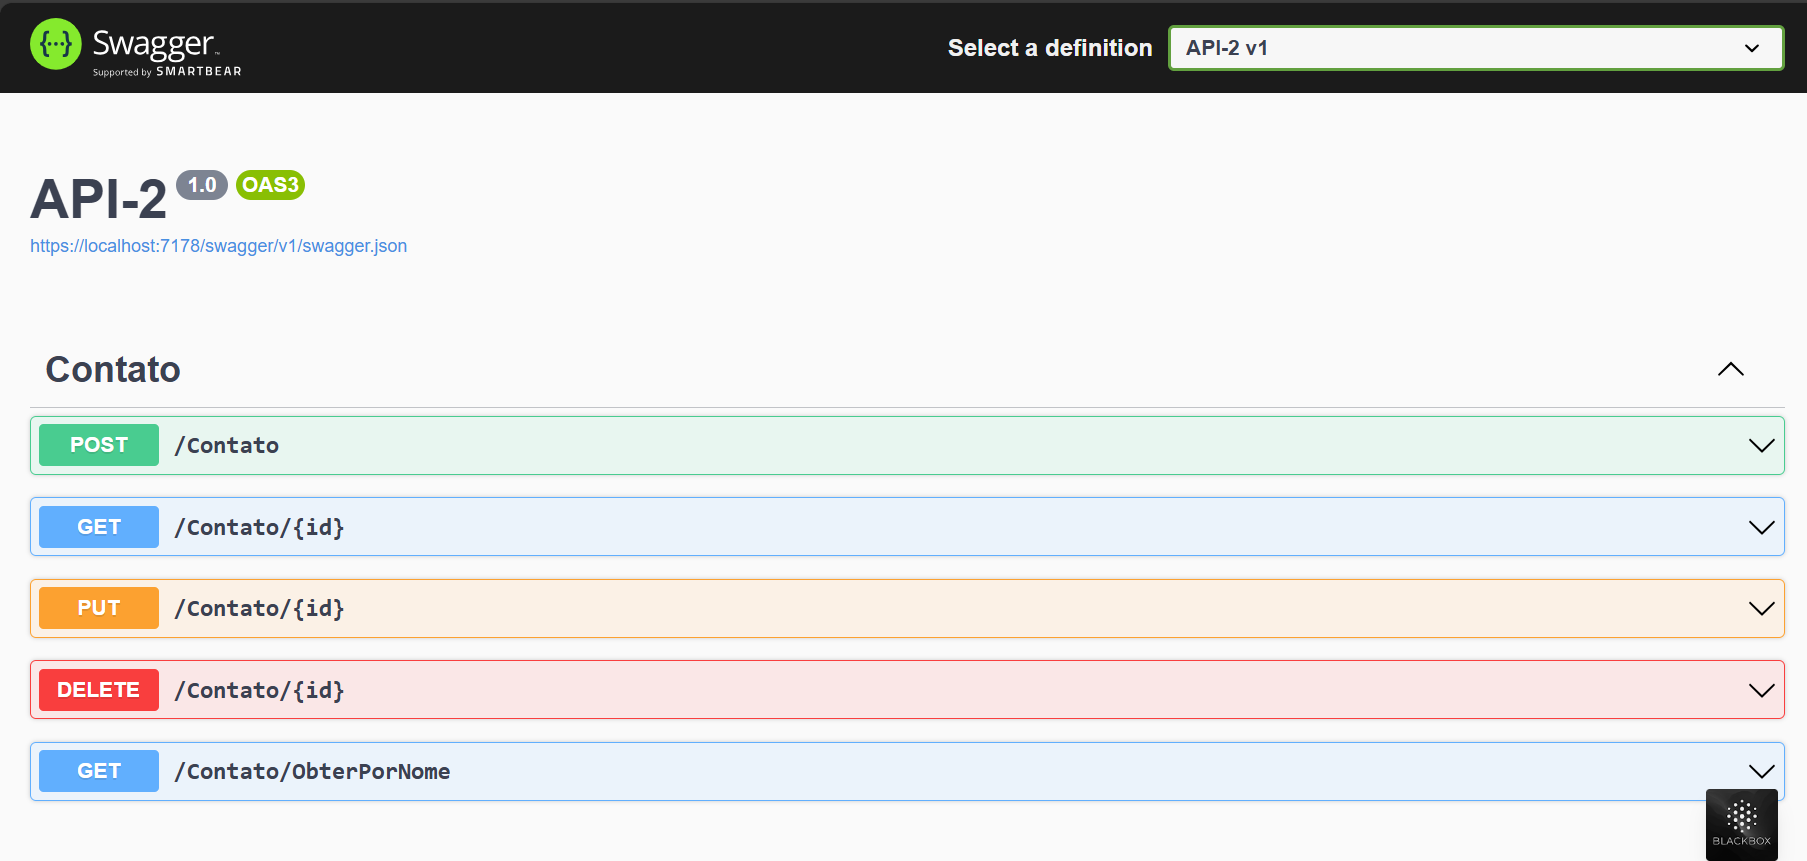 {···} Swagger™
Supported by SMARTBEAR
Select a definition
API-2 v1
API-2 1.0 OAS3
https://localhost:7178/swagger/v1/swagger.json
Contato
POST /Contato
GET /Contato/{id}
PUT /Contato/{id}
DELETE /Contato/{id}
GET /Contato/ObterPorNome
BLACKBOX